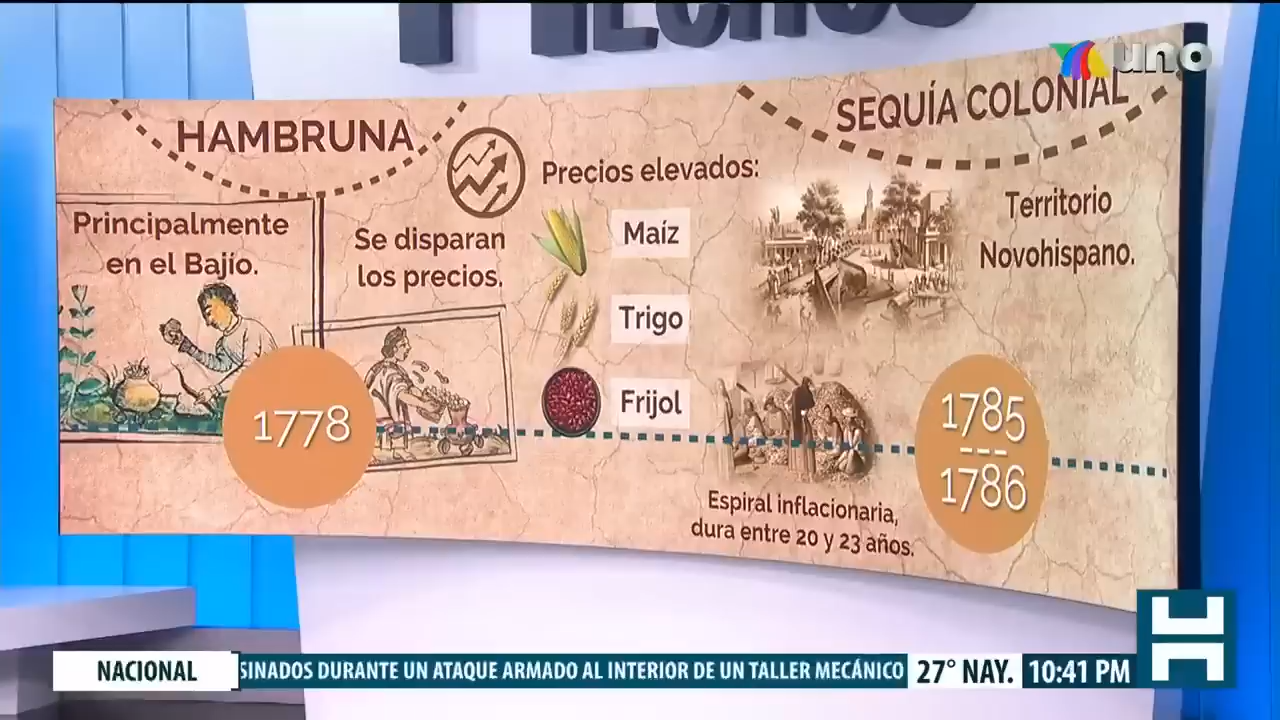 HECHOS
uno
HAMBRUNA
Principalmente
en el Bajío.
Se disparan
los precios.
1778
Precios elevados:
Maíz
Trigo
Frijol
SEQUÍA COLONIAL
Territorio
Novohispano.
Espiral inflacionaria,
dura entre 20 y 23 años.
1785
---
1786
NACIONAL
SINADOS DURANTE UN ATAQUE ARMADO AL INTERIOR DE UN TALLER MECÁNICO
27° NAY.
10:41 PM
H